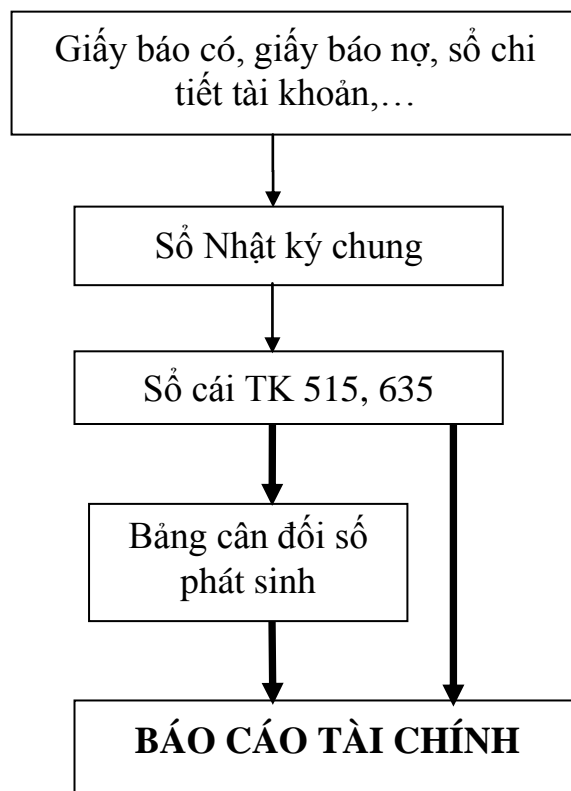 Giấy báo có, giấy báo nợ, sổ chi
tiết tài khoản,…
Sổ Nhật ký chung
Sổ cái TK 515, 635
Bảng cân đối số
phát sinh
BÁO CÁO TÀI CHÍNH